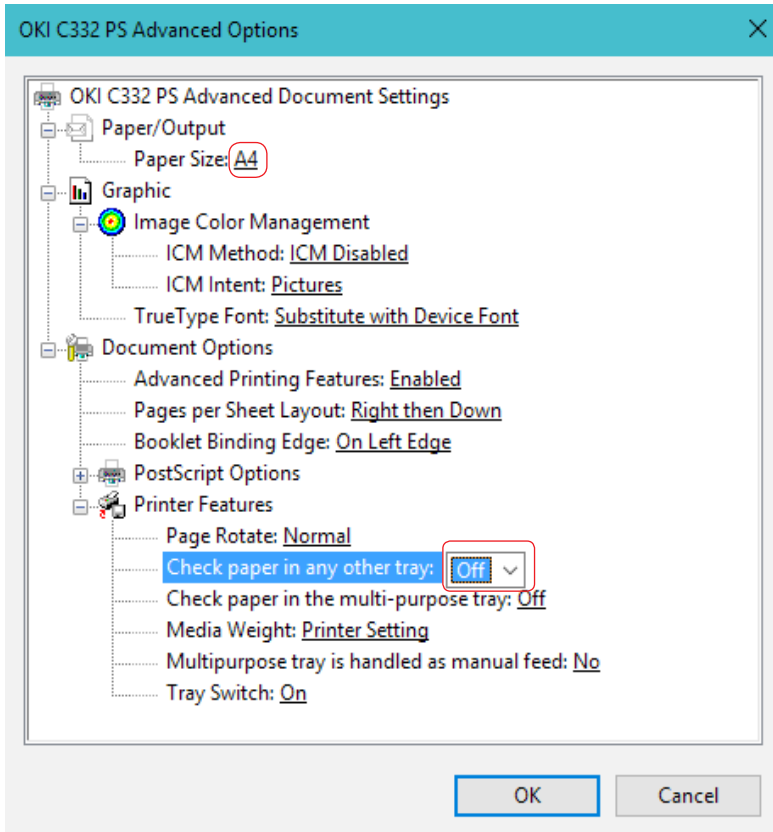 OKI C332 PS Advanced Options
OKI C332 PS Advanced Document Settings
Paper/Output
Paper Size: A4
Graphic
Image Color Management
ICM Method: ICM Disabled
ICM Intent: Pictures
TrueType Font: Substitute with Device Font
Document Options
Advanced Printing Features: Enabled
Pages per Sheet Layout: Right then Down
Booklet Binding Edge: On Left Edge
PostScript Options
Printer Features
Page Rotate: Normal
Check paper in any other tray: Off
Check paper in the multi-purpose tray: Off
Media Weight: Printer Setting
Multipurpose tray is handled as manual feed: No
Tray Switch: On
OK Cancel